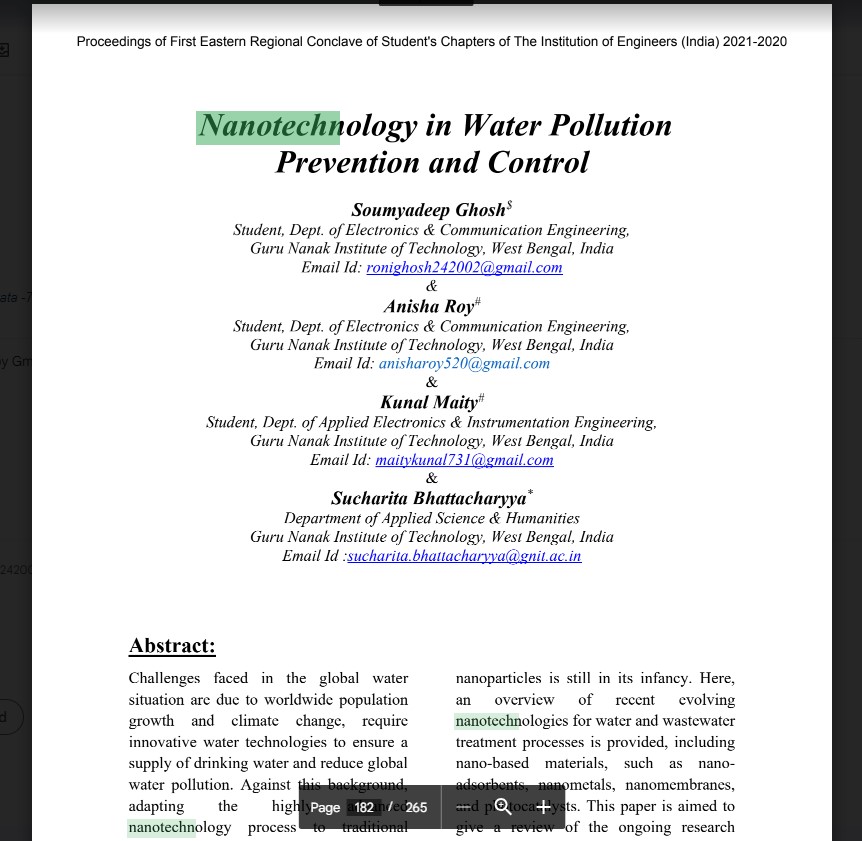 Proceedings of First Eastern Regional Conclave of Student's Chapters of The Institution of Engineers (India) 2021-2020
Nanotechnology in Water Pollution
Prevention and Control
Soumyadeep Ghosh$
Student, Dept. of Electronics & Communication Engineering,
Guru Nanak Institute of Technology, West Bengal, India
Email Id: ronighosh242002@gmail.com
&
Anisha Roy#
Student, Dept. of Electronics & Communication Engineering,
Guru Nanak Institute of Technology, West Bengal, India
Email Id: anisharoy520@gmail.com
&
Kunal Maity#
Student, Dept. of Applied Electronics & Instrumentation Engineering,
Guru Nanak Institute of Technology, West Bengal, India
Email Id: maitykunal731@gmail.com
&
Sucharita Bhattacharyya*
Department of Applied Science & Humanities
Guru Nanak Institute of Technology, West Bengal, India
Email Id :sucharita.bhattacharyya@gnit.ac.in
Abstract:
Challenges faced in the global water
situation are due to worldwide population
growth and climate change, require
innovative water technologies to ensure a
supply of drinking water and reduce global
water pollution. Against this background,
adapting the highly advanced
nanotechnology process to traditional
nanoparticles is still in its infancy. Here,
an overview of recent evolving
nanotechnologies for water and wastewater
treatment processes is provided, including
nano-based materials, such as nano-
adsorbents, nanometals, nanomembranes,
and photocatalysts. This paper is aimed to
give a review of the ongoing research
Page 182 / 265
ata -7
y Gm
2420
d